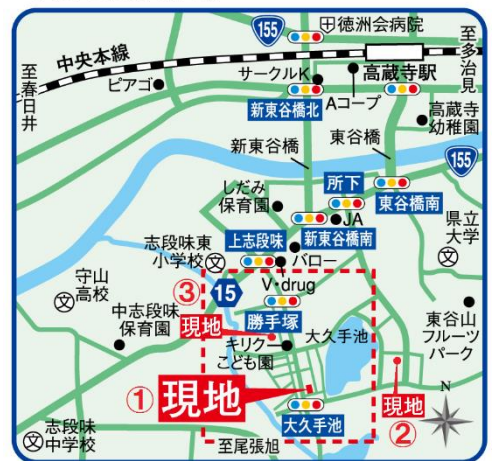 155
徳洲会病院
至多治見
中央本線
至春日井
ピアゴ
サークルK
高蔵寺駅
Aコープ
新東谷橋北
高蔵寺
幼稚園
新東谷橋
東谷橋
155
しだみ
保育園
所下
東谷橋南
JA
新東谷橋南
県立
大学
上志段味
志段味東
小学校
文
バロー
V・drug
守山
高校
文
文
③
15
勝手塚
現地
中志段味
保育園
キリクー
こども園
大久手池
東谷山
フルーツ
パーク
①
現地
現地
②
N
大久手池
文
志段味
中学校
至尾張旭